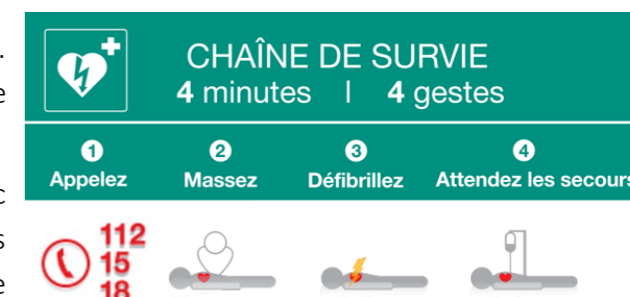 CHAÎNE DE SURVIE
4 minutes | 4 gestes
1 2 3 4
Appelez Massez Défibrillez Attendez les secours
112
15
18